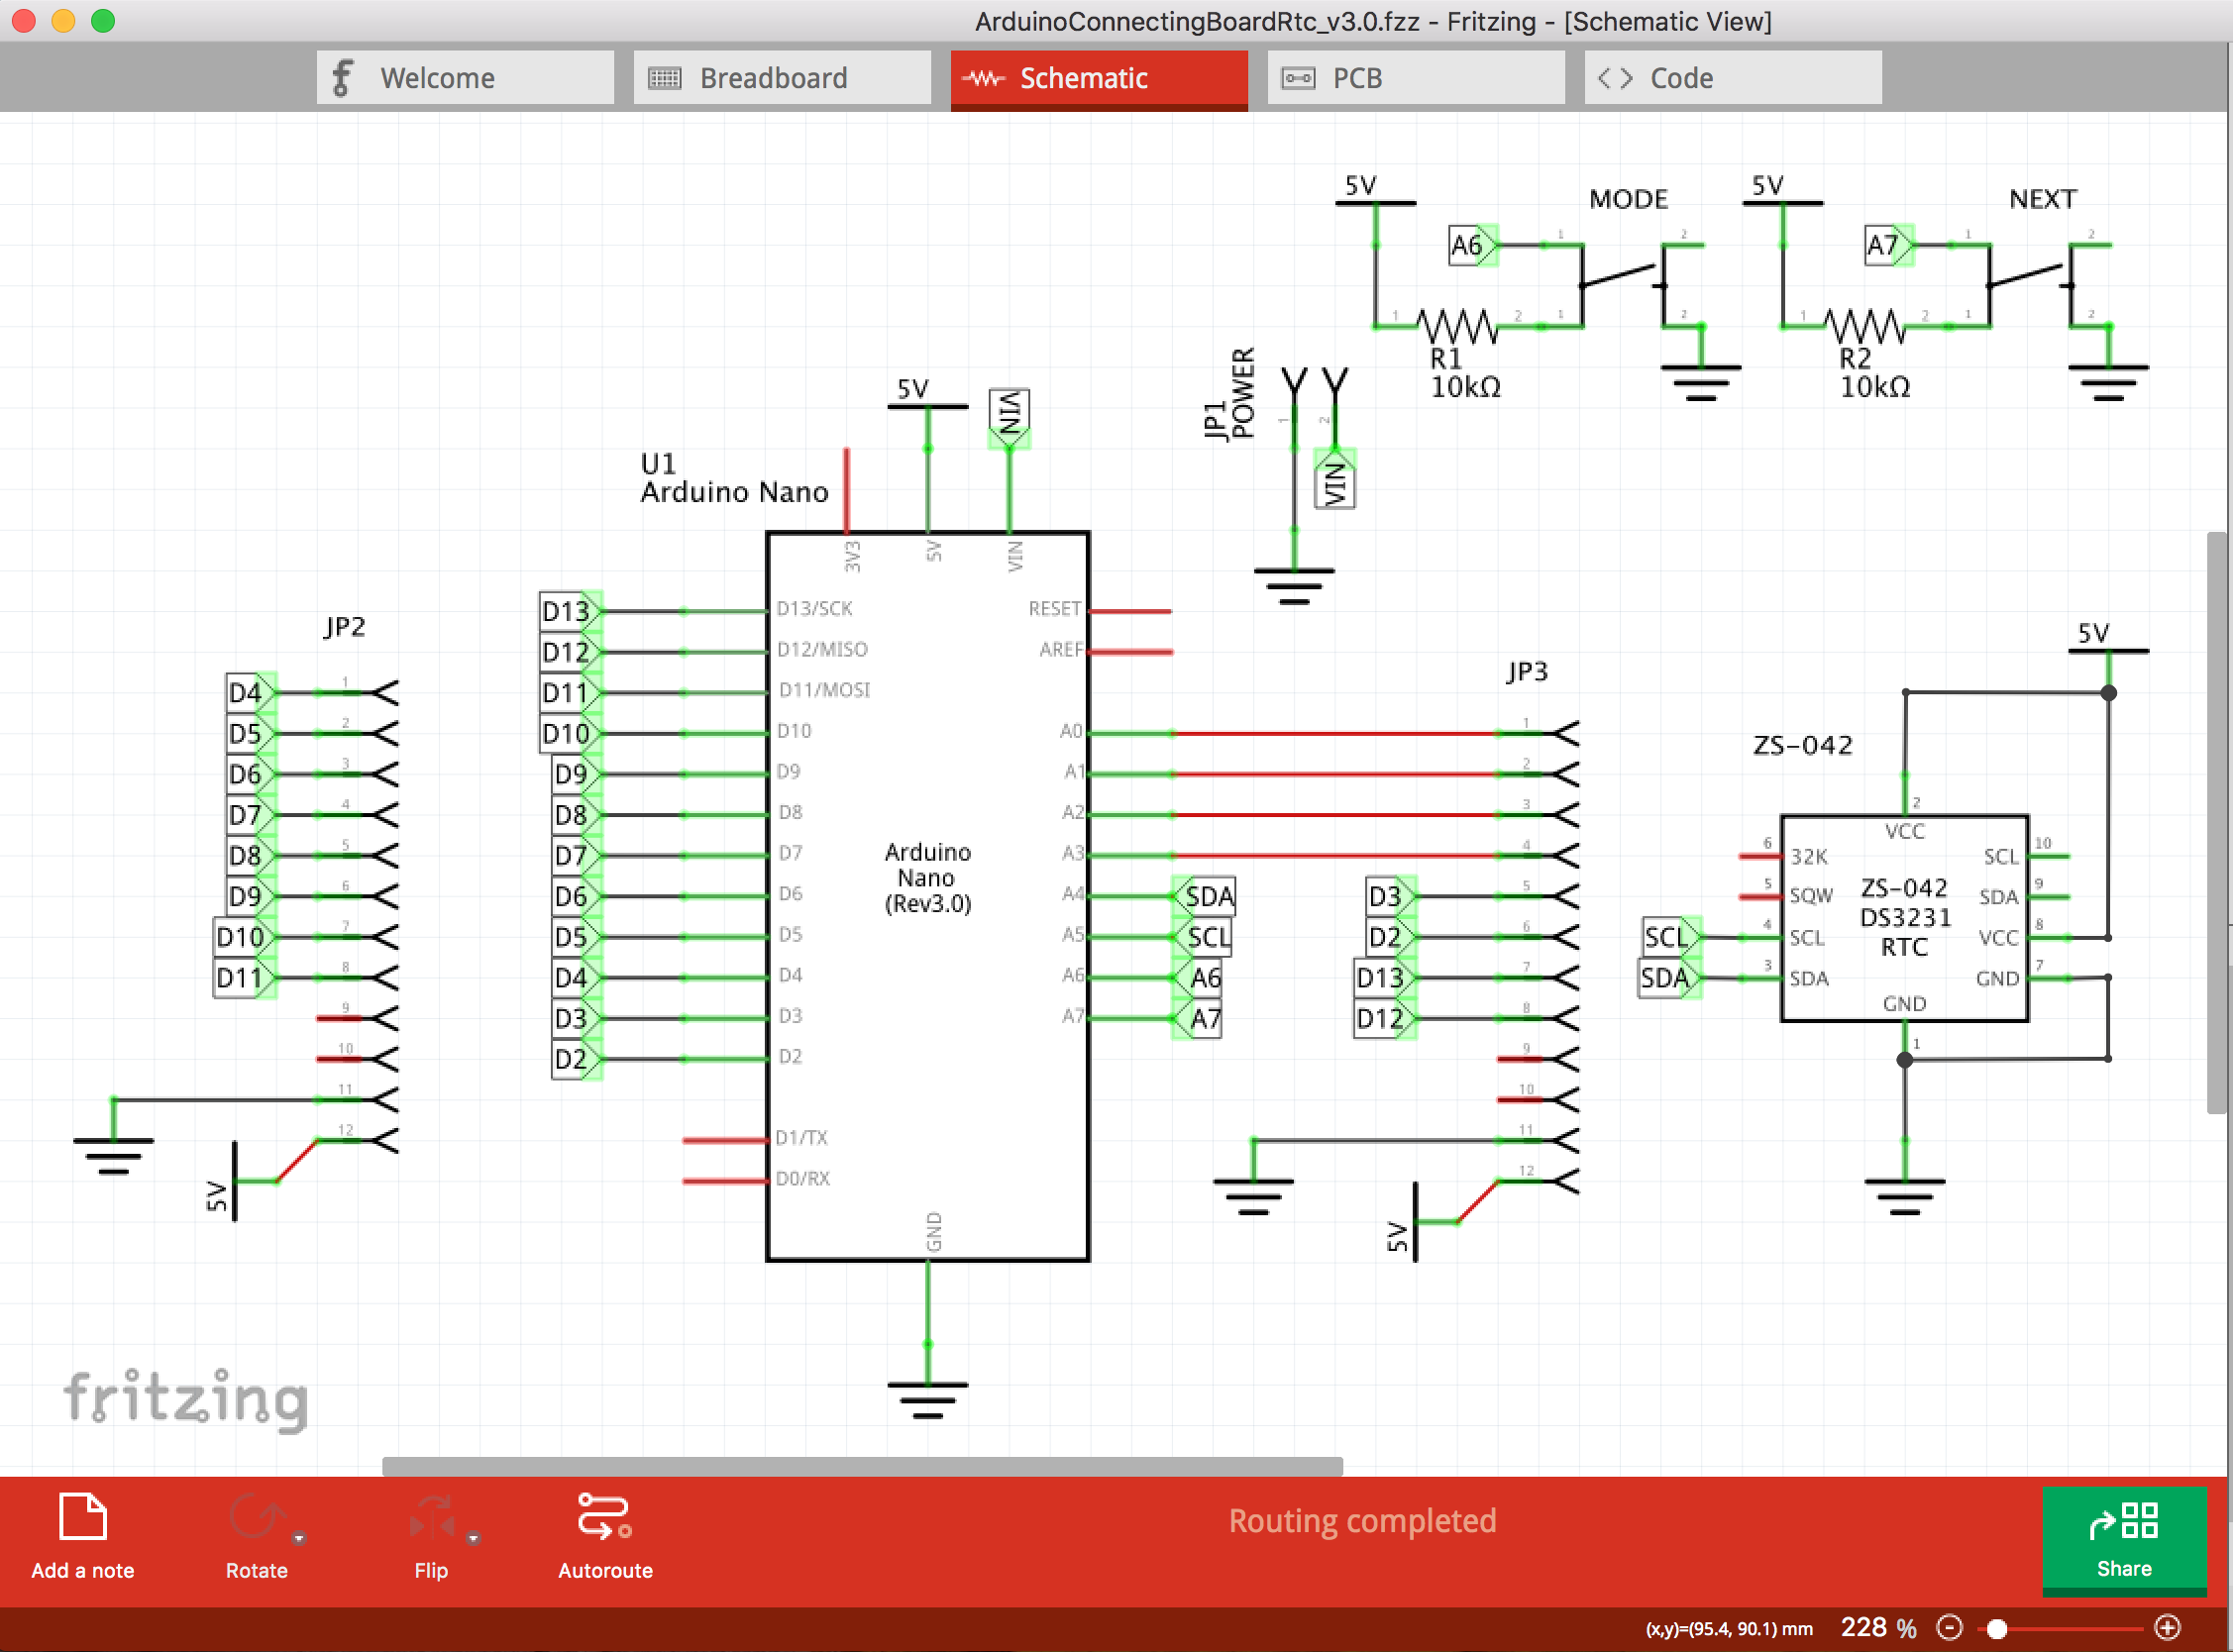 ArduinoConnectingBoardRtc_v3.0.fzz - Fritzing - [Schematic View]
Welcome
Breadboard
Schematic
PCB
Code
5V
A6
1
MODE
2
1
2
1
2
R1
10kΩ
5V
A7
1
NEXT
2
1
2
1
2
R2
10kΩ
JP1
POWER
1
2
VIN
5V
VIN
U1
Arduino Nano
3V3
5V
VIN
D13
D12
D11
D10
D9
D8
D7
D6
D5
D4
D3
D2
D13/SCK
D12/MISO
D11/MOSI
D10
D9
D8
D7
D6
D5
D4
D3
D2
D1/TX
D0/RX
Arduino
Nano
(Rev3.0)
RESET
AREF
A0
A1
A2
A3
A4
A5
A6
A7
GND
SDA
SCL
A6
A7
JP2
D4
D5
D6
D7
D8
D9
D10
D11
1
2
3
4
5
6
7
8
9
10
11
12
5V
JP3
D3
D2
D13
D12
1
2
3
4
5
6
7
8
9
10
11
12
5V
5V
ZS-042
2
VCC
6
32K
5
SQW
4
SCL
3
SDA
ZS-042
DS3231
RTC
SCL
10
SDA
9
VCC
8
GND
7
GND
1
SCL
SDA
fritzing
Add a note
Rotate
Flip
Autoroute
Routing completed
Share
(x,y)=(95.4, 90.1) mm
228 %